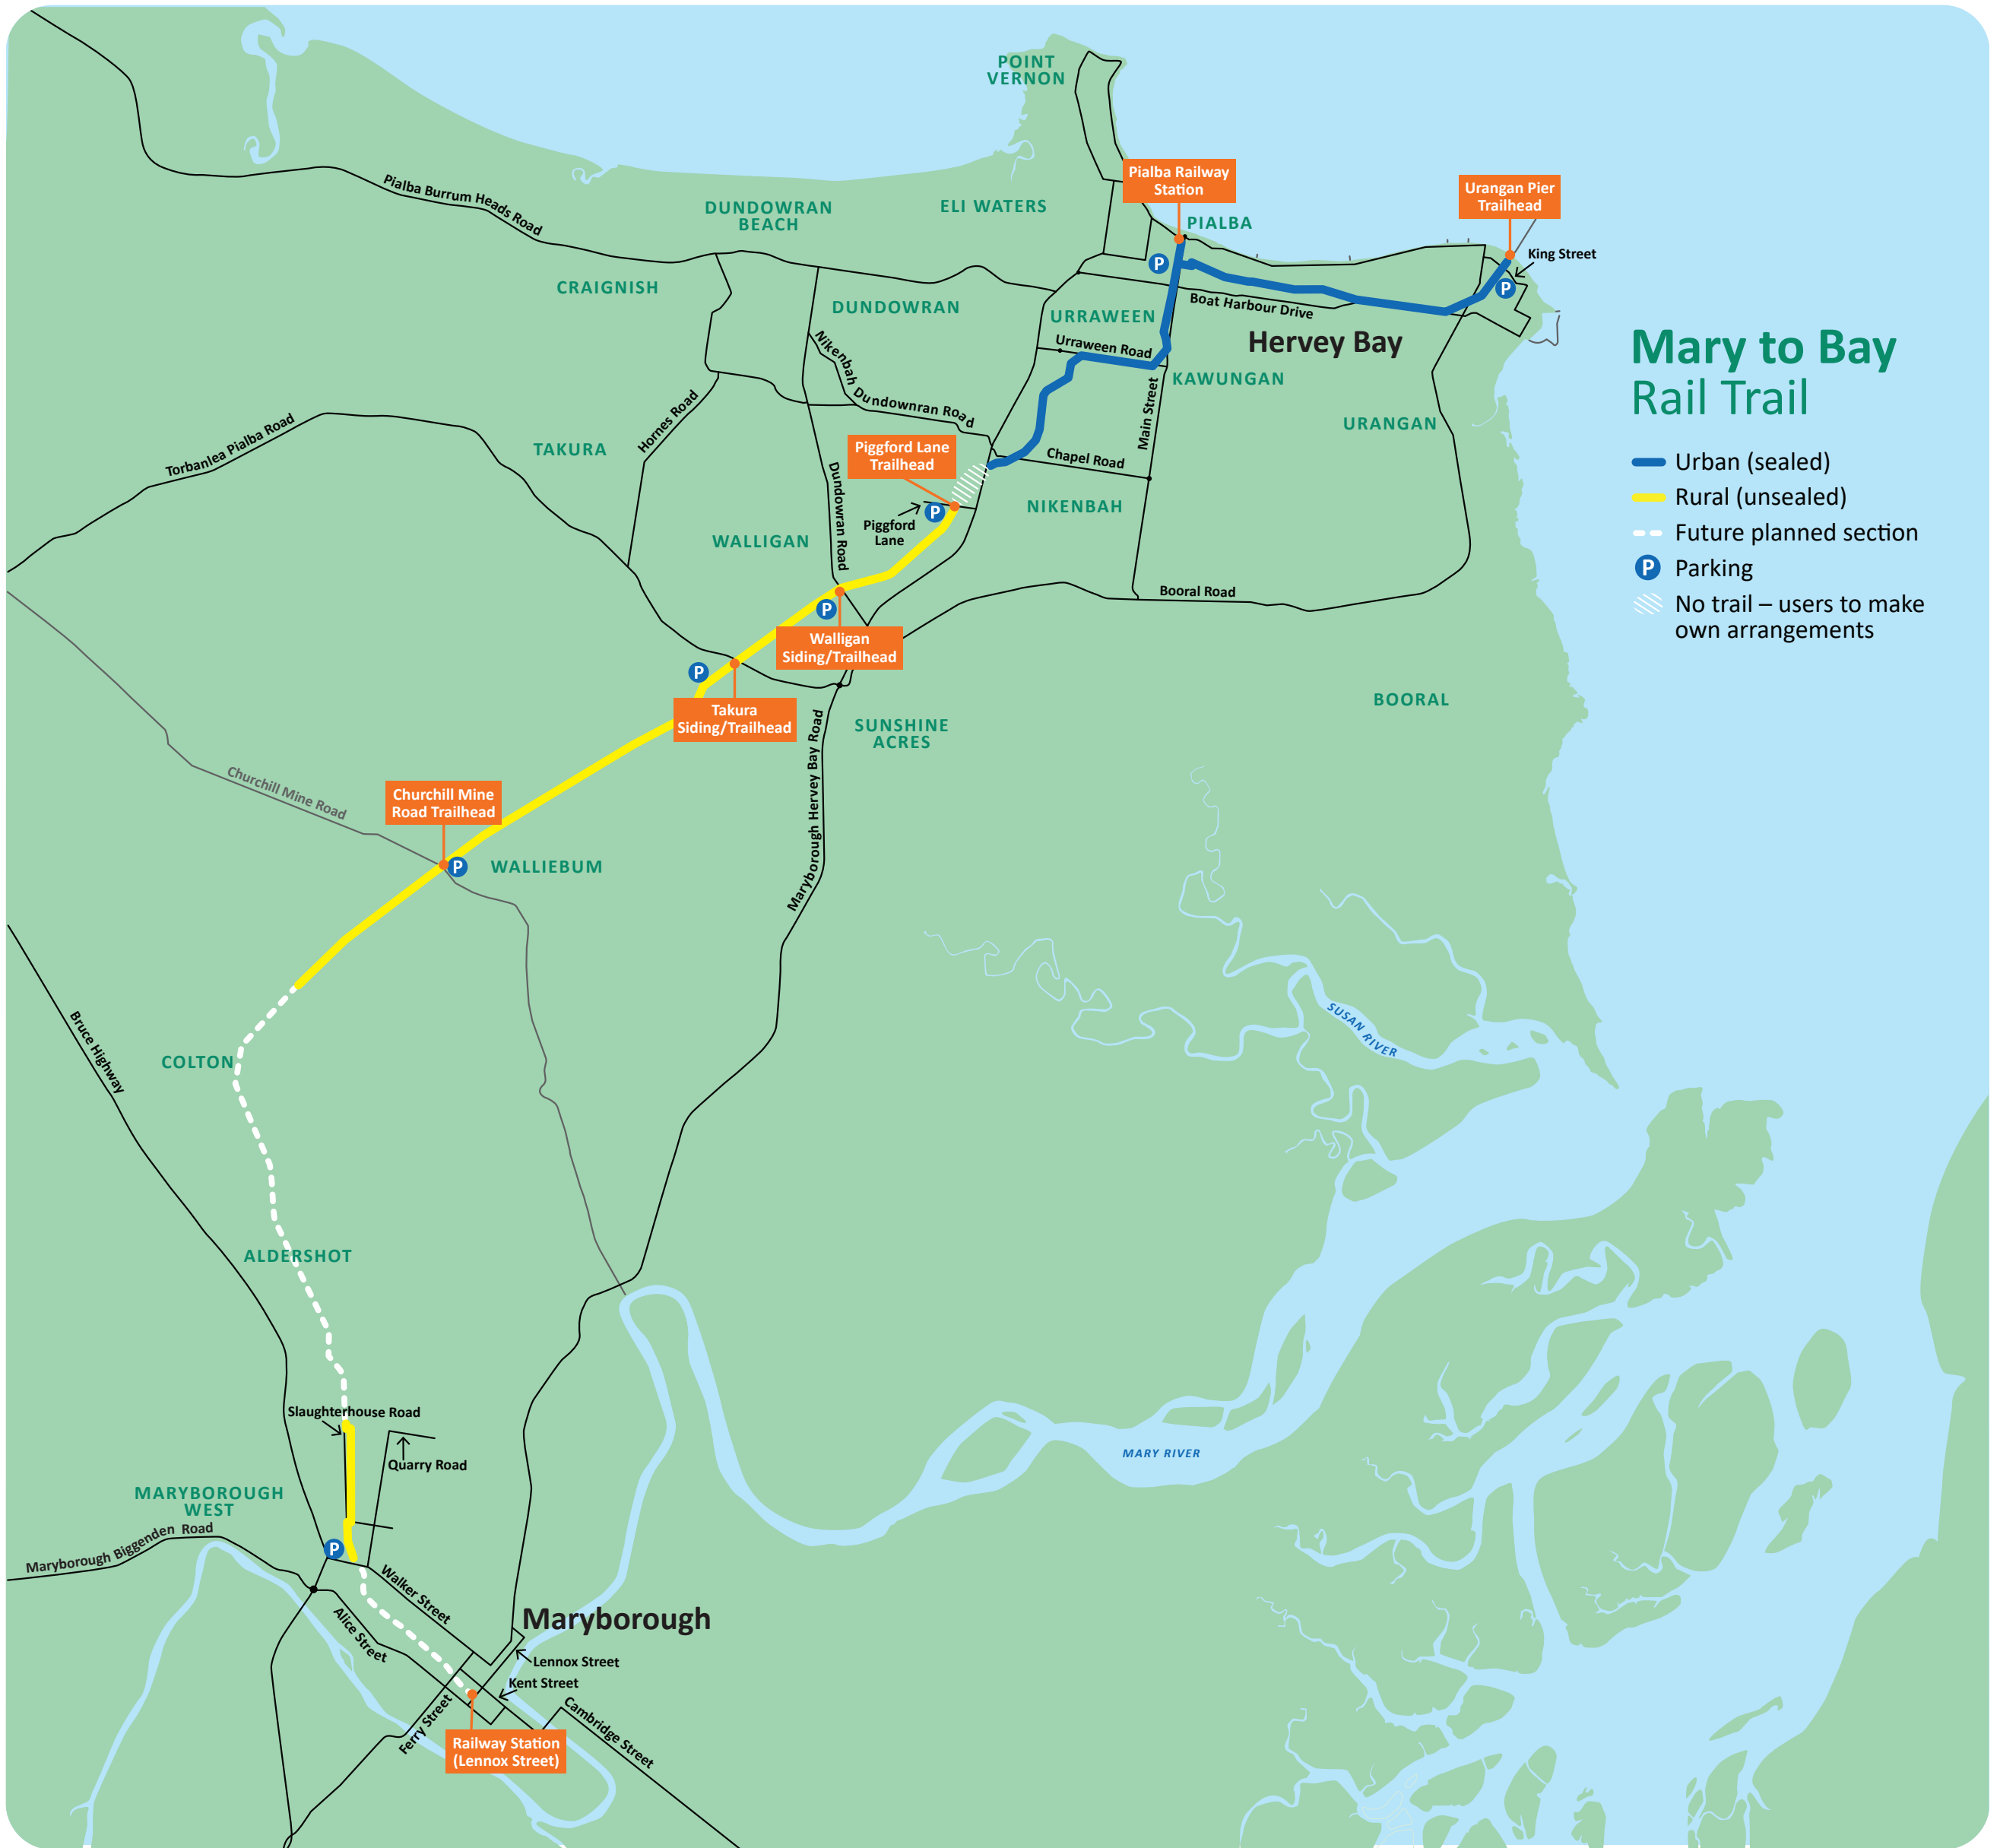 POINT
VERNON
Pialba Railway
Station
Urangan Pier
Trailhead
Pialba Burrum Heads Road
DUNDOWRAN
BEACH
ELI WATERS
PIALBA
P
King Street
P
CRAIGNISH
DUNDOWRAN
URRAWEEN
Boat Harbour Drive
Hervey Bay
Nikenbah
Dundownran Road
Urraween Road
KAWUNGAN
Main Street
URANGAN
Mary to Bay
Rail Trail
Urban (sealed)
Rural (unsealed)
Future planned section
P
Parking
No trail – users to make
own arrangements
Torbanlea Pialba Road
TAKURA
Hornes Road
Piggford Lane
Trailhead
Chapel Road
Dundowran Road
NIKENBAH
P
Piggford
Lane
WALLIGAN
Booral Road
P
Walligan
Siding/Trailhead
P
Takura
Siding/Trailhead
SUNSHINE
ACRES
BOORAL
Maryborough Hervey Bay Road
Churchill Mine Road
Churchill Mine
Road Trailhead
P
WALLIEBUM
Bruce Highway
COLTON
SUSAN RIVER
ALDERSHOT
Slaughterhouse Road
Quarry Road
MARY RIVER
MARYBOROUGH
WEST
Maryborough Biggenden Road
P
Walker Street
Alice Street
Maryborough
Lennox Street
Kent Street
Ferry Street
Cambridge Street
Railway Station
(Lennox Street)